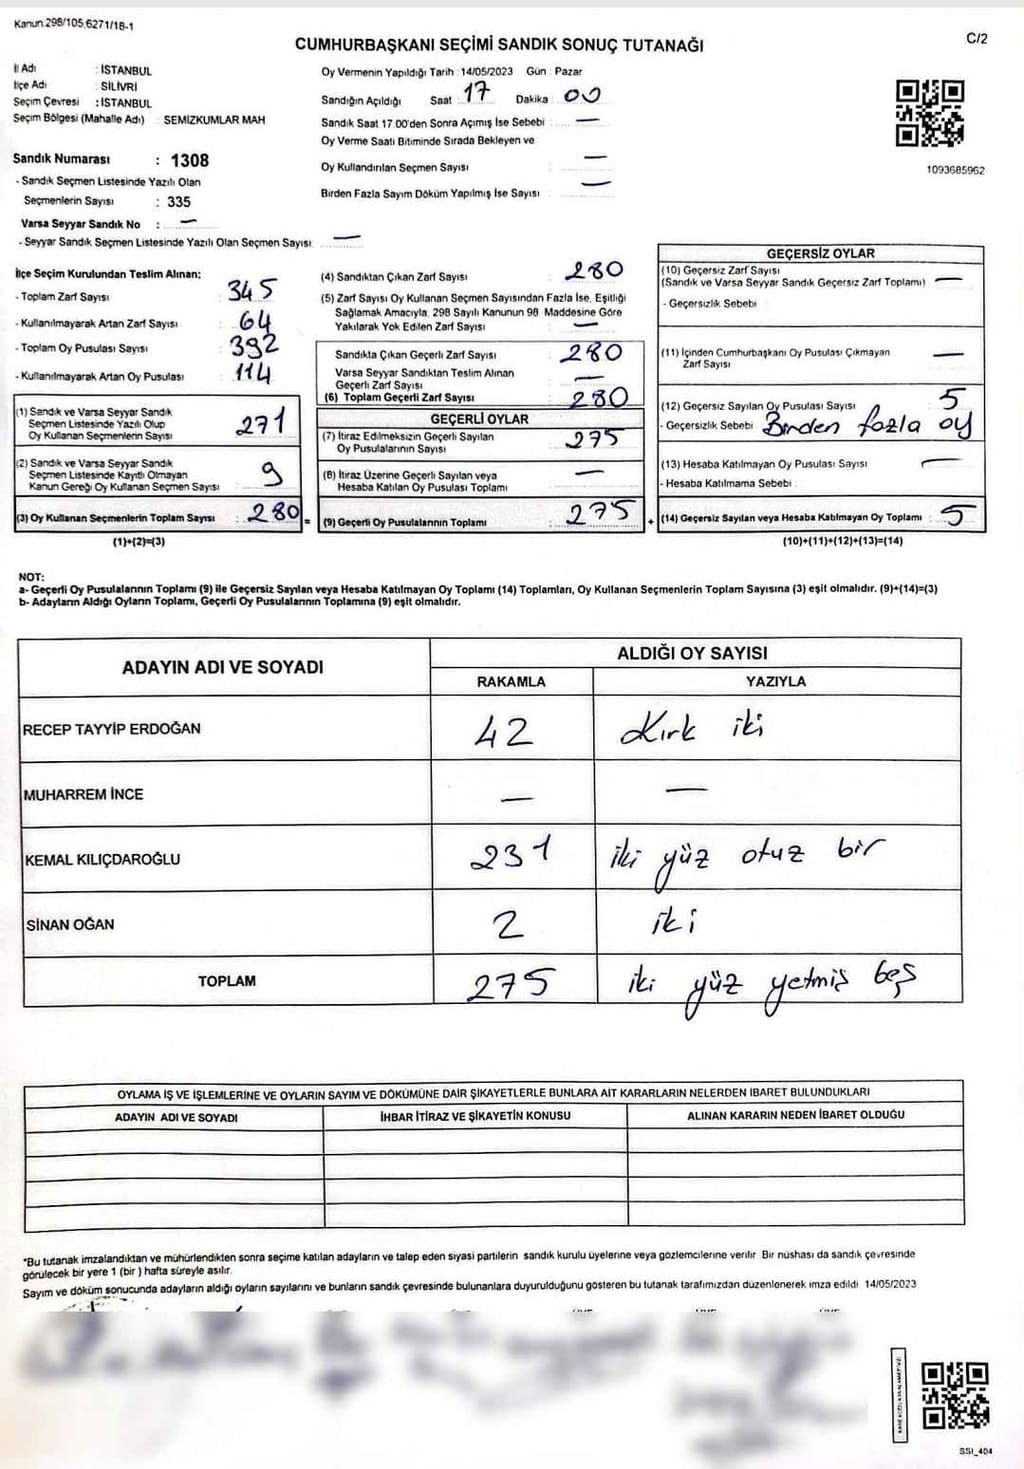 Kanun.298/105,6271/18-1
CUMHURBAŞKANI SEÇİMİ SANDIK SONUÇ TUTANAĞI
C/2
İl Adı : İSTANBUL
İlçe Adı : SİLİVRİ
Seçim Çevresi : İSTANBUL
Seçim Bölgesi (Mahalle Adı) : SEMİZKUMLAR MAH
Sandık Numarası : 1308
- Sandık Seçmen Listesinde Yazılı Olan
Seçmenlerin Sayısı : 335
Varsa Seyyar Sandık No : —
- Seyyar Sandık Seçmen Listesinde Yazılı Olan Seçmen Sayısı: —
Oy Vermenin Yapıldığı Tarih : 14/05/2023 Gün : Pazar
Sandığın Açıldığı Saat : 17 Dakika : 00
Sandık Saat 17.00'den Sonra Açımış İse Sebebi : —
Oy Verme Saati Bitiminde Sırada Bekleyen ve
Oy Kullandırılan Seçmen Sayısı : —
Birden Fazla Sayım Döküm Yapılmış İse Sayısı : —
1093685962
İlçe Seçim Kurulundan Teslim Alınan;
- Toplam Zarf Sayısı : 345
- Kullanılmayarak Artan Zarf Sayısı : 64
- Toplam Oy Pusulası Sayısı : 392
- Kullanılmayarak Artan Oy Pusulası : 114
(1) Sandık ve Varsa Seyyar Sandık
Seçmen Listesinde Yazılı Olup
Oy Kullanan Seçmenlerin Sayısı : 271
(2) Sandık ve Varsa Seyyar Sandık
Seçmen Listesinde Kayıtlı Olmayan
Kanun Gereği Oy Kullanan Seçmen Sayısı : 9
(3) Oy Kullanan Seçmenlerin Toplam Sayısı : 280
(1)+(2)=(3)
=
(4) Sandıktan Çıkan Zarf Sayısı : 280
(5) Zarf Sayısı Oy Kullanan Seçmen Sayısından Fazla İse, Eşitliği
Sağlamak Amacıyla, 298 Sayılı Kanunun 98. Maddesine Göre
Yakılarak Yok Edilen Zarf Sayısı : —
Sandıkta Çıkan Geçerli Zarf Sayısı : 280
Varsa Seyyar Sandıktan Teslim Alınan
Geçerli Zarf Sayısı : —
(6) Toplam Geçerli Zarf Sayısı : 280
GEÇERLİ OYLAR
(7) İtiraz Edilmeksizin Geçerli Sayılan
Oy Pusulalarının Sayısı : 275
(8) İtiraz Üzerine Geçerli Sayılan veya
Hesaba Katılan Oy Pusulası Toplamı : —
(9) Geçerli Oy Pusulalarının Toplamı : 275
+
GEÇERSİZ OYLAR
(10) Geçersiz Zarf Sayısı
(Sandık ve Varsa Seyyar Sandık Geçersiz Zarf Toplamı) : —
- Geçersizlik Sebebi :
(11) İçinden Cumhurbaşkanı Oy Pusulası Çıkmayan
Zarf Sayısı : —
(12) Geçersiz Sayılan Oy Pusulası Sayısı : 5
- Geçersizlik Sebebi : Birden fazla oy
(13) Hesaba Katılmayan Oy Pusulası Sayısı : —
- Hesaba Katılmama Sebebi :
(14) Geçersiz Sayılan veya Hesaba Katılmayan Oy Toplamı : 5
(10)+(11)+(12)+(13)=(14)
NOT:
a- Geçerli Oy Pusulalarının Toplamı (9) ile Geçersiz Sayılan veya Hesaba Katılmayan Oy Toplamı (14) Toplamları, Oy Kullanan Seçmenlerin Toplam Sayısına (3) eşit olmalıdır. (9)+(14)=(3)
b- Adayların Aldığı Oyların Toplamı, Geçerli Oy Pusulalarının Toplamına (9) eşit olmalıdır.
ADAYIN ADI VE SOYADI
ALDIĞI OY SAYISI
RAKAMLA YAZIYLA
RECEP TAYYİP ERDOĞAN 42 Kırk iki
MUHARREM İNCE — —
KEMAL KILIÇDAROĞLU 231 iki yüz otuz bir
SİNAN OĞAN 2 iki
TOPLAM 275 iki yüz yetmiş beş
OYLAMA İŞ VE İŞLEMLERİNE VE OYLARIN SAYIM VE DÖKÜMÜNE DAİR ŞİKAYETLERLE BUNLARA AİT KARARLARIN NELERDEN İBARET BULUNDUKLARI
ADAYIN ADI VE SOYADI İHBAR İTİRAZ VE ŞİKAYETİN KONUSU ALINAN KARARIN NEDEN İBARET OLDUĞU
*Bu tutanak imzalandıktan ve mühürlendikten sonra seçime katılan adayların ve talep eden siyasi partilerin sandık kurulu üyelerine veya gözlemcilerine verilir. Bir nüshası da sandık çevresinde
görülecek bir yere 1 (bir) hafta süreyle asılır.
Sayım ve döküm sonucunda adayların aldığı oyların sayılarını ve bunların sandık çevresinde bulunanlara duyurulduğunu gösteren bu tutanak tarafımızdan düzenlenerek imza edildi. 14/05/2023
SSI_404